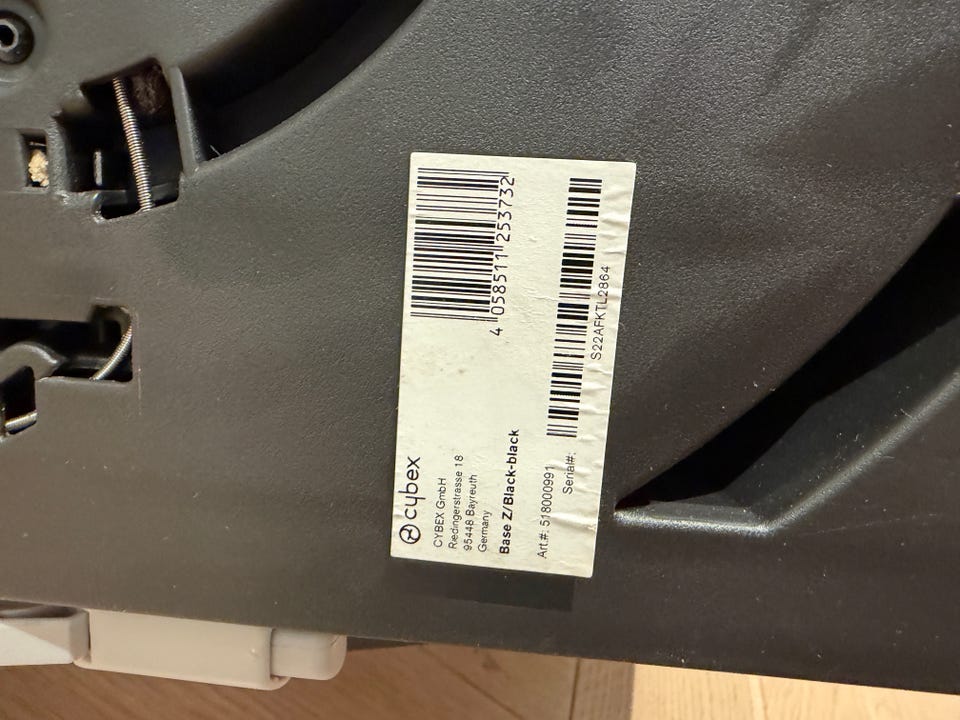 cybex
CYBEX GmbH
Riedingerstrasse 18
95448 Bayreuth
Germany
Base Z/Black-black
Art.#: 518000991
Serial#:
4 058511 253732
S22AFKTL2864